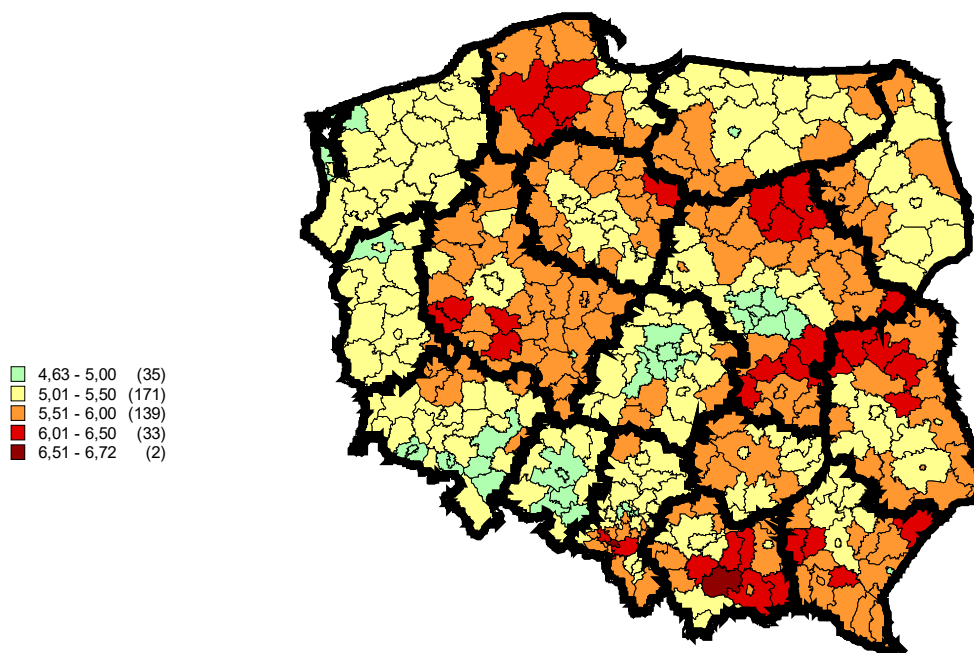 4,63 - 5,00 (35)
5,01 - 5,50 (171)
5,51 - 6,00 (139)
6,01 - 6,50 (33)
6,51 - 6,72 (2)